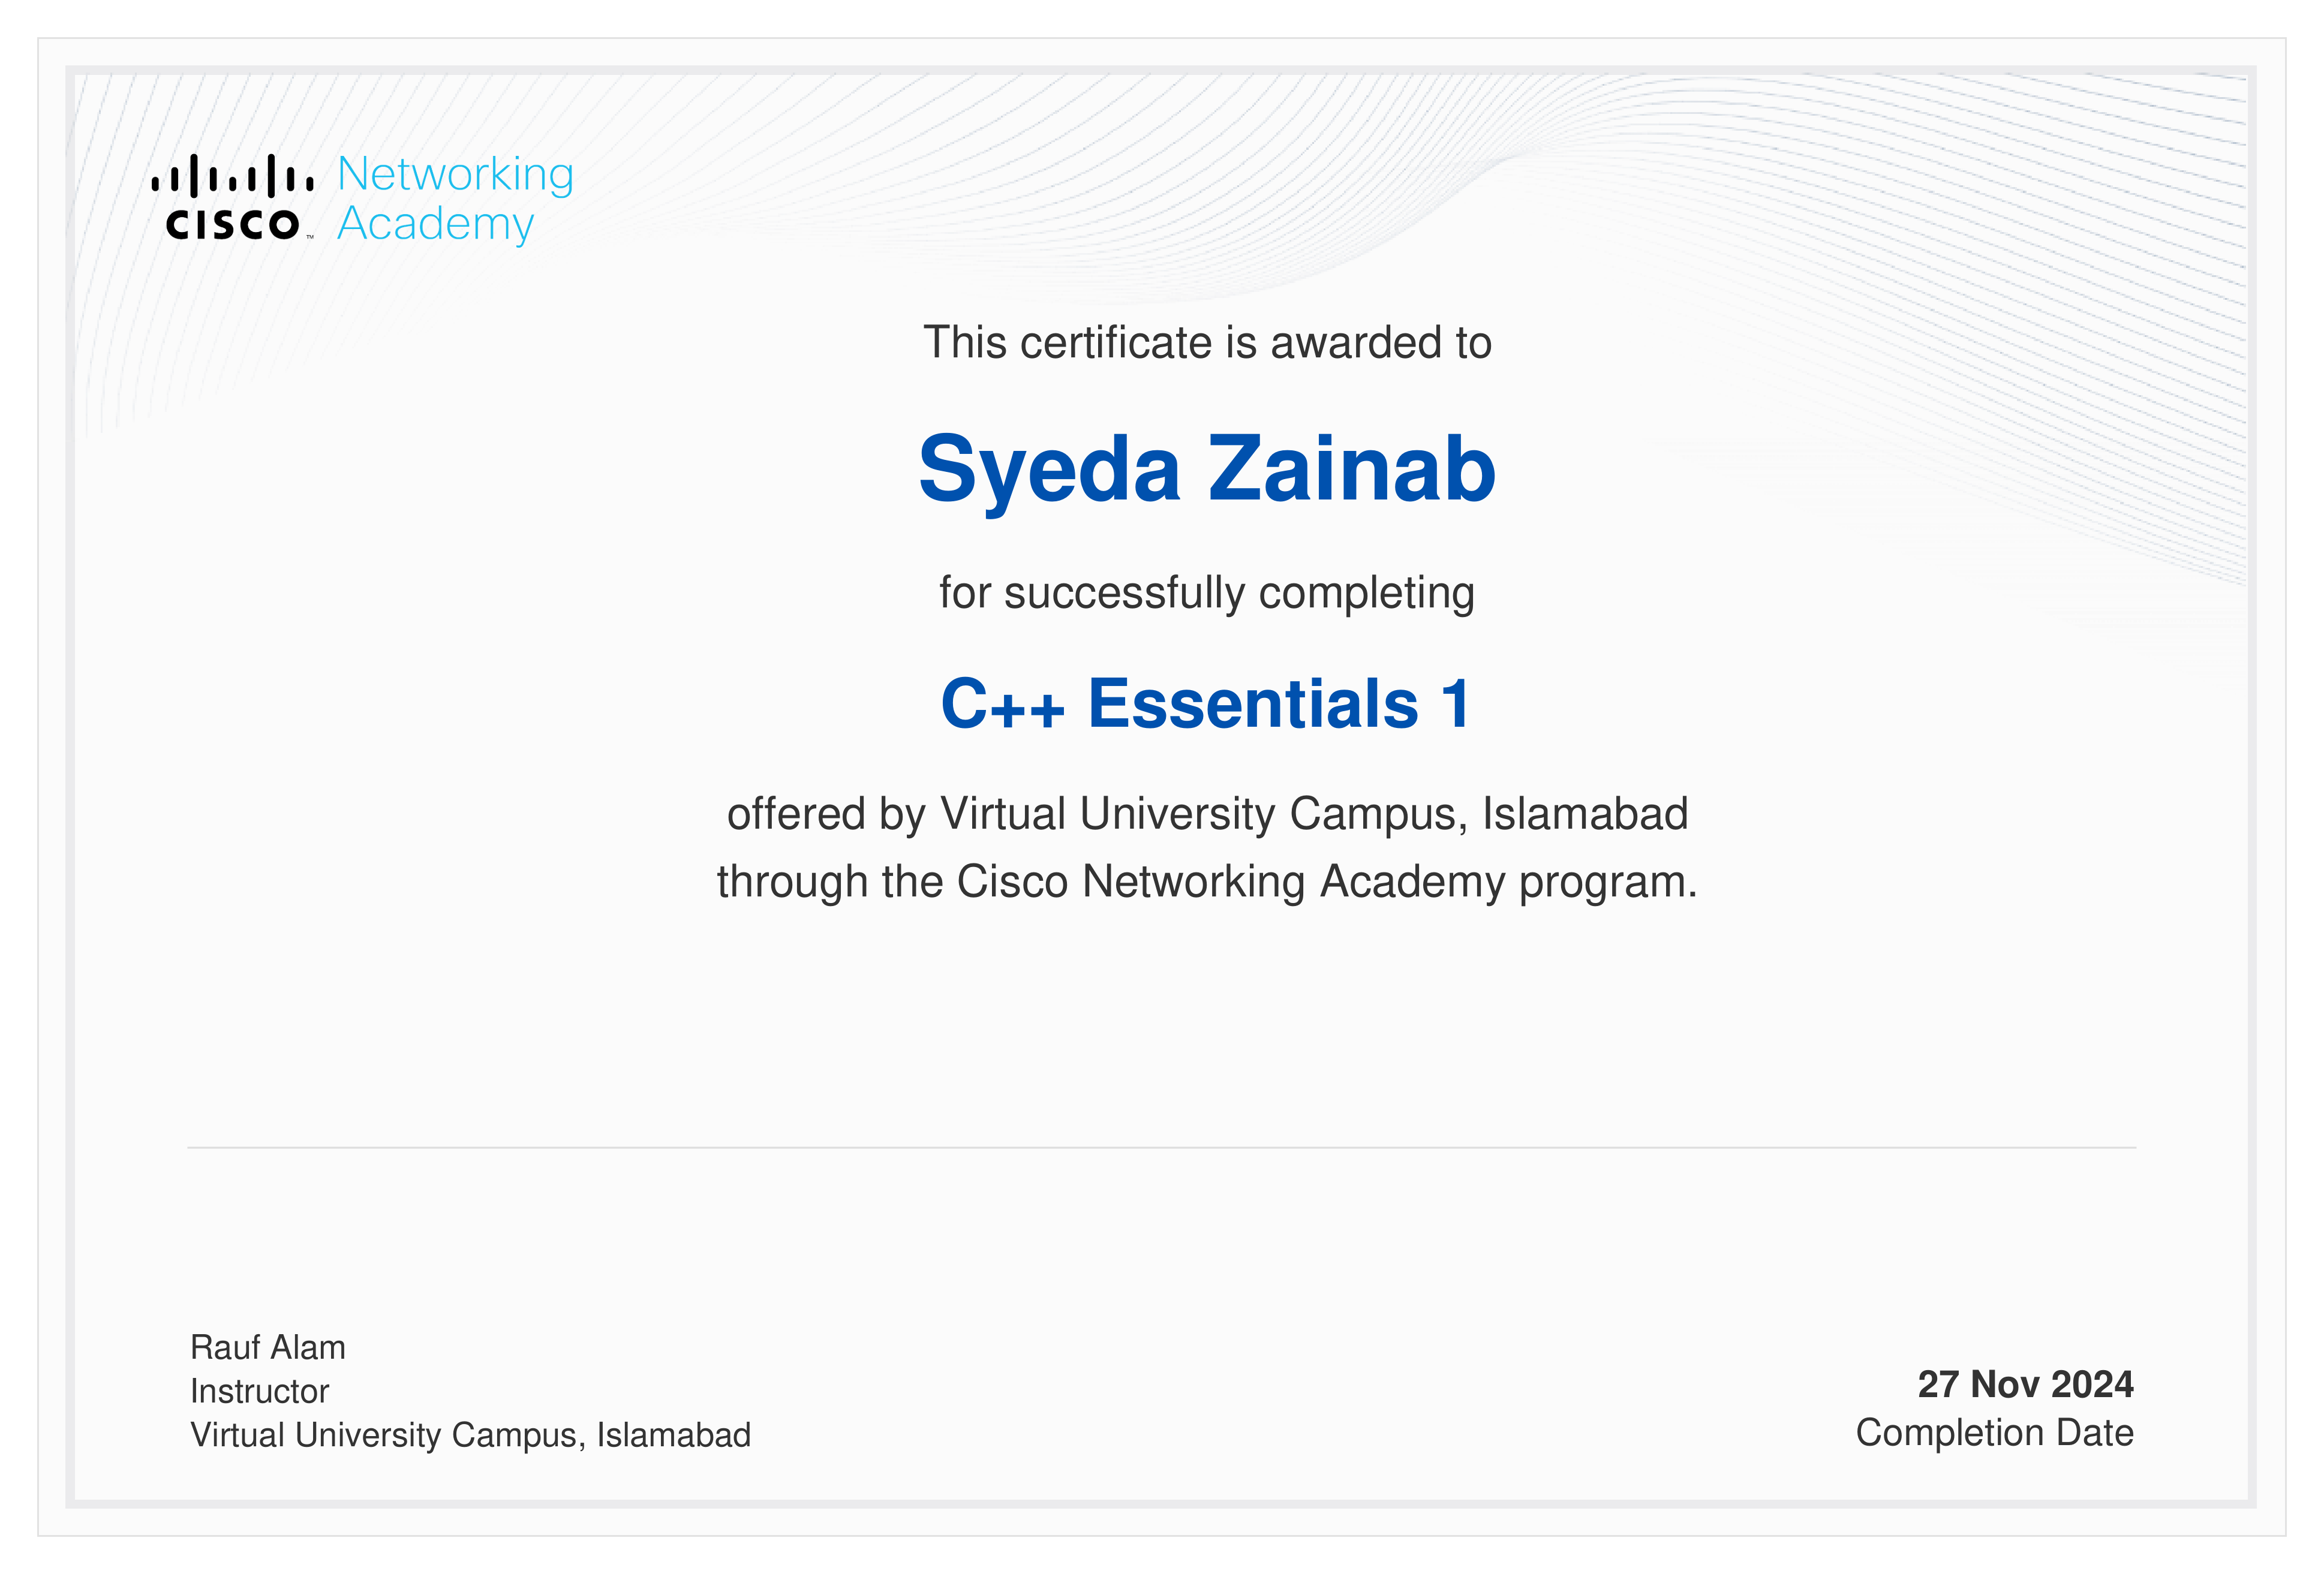 Networking
Academy
CISCO™
This certificate is awarded to
Syeda Zainab
for successfully completing
C++ Essentials 1
offered by Virtual University Campus, Islamabad
through the Cisco Networking Academy program.
Rauf Alam
Instructor
Virtual University Campus, Islamabad
27 Nov 2024
Completion Date